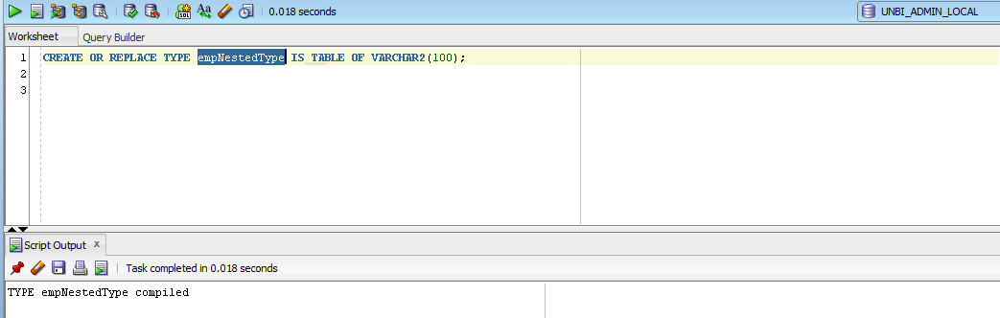 0.018 seconds
UNBI_ADMIN_LOCAL
Worksheet
Query Builder
1 CREATE OR REPLACE TYPE empNestedType IS TABLE OF VARCHAR2(100);
2
3
Script Output x
Task completed in 0.018 seconds
TYPE empNestedType compiled